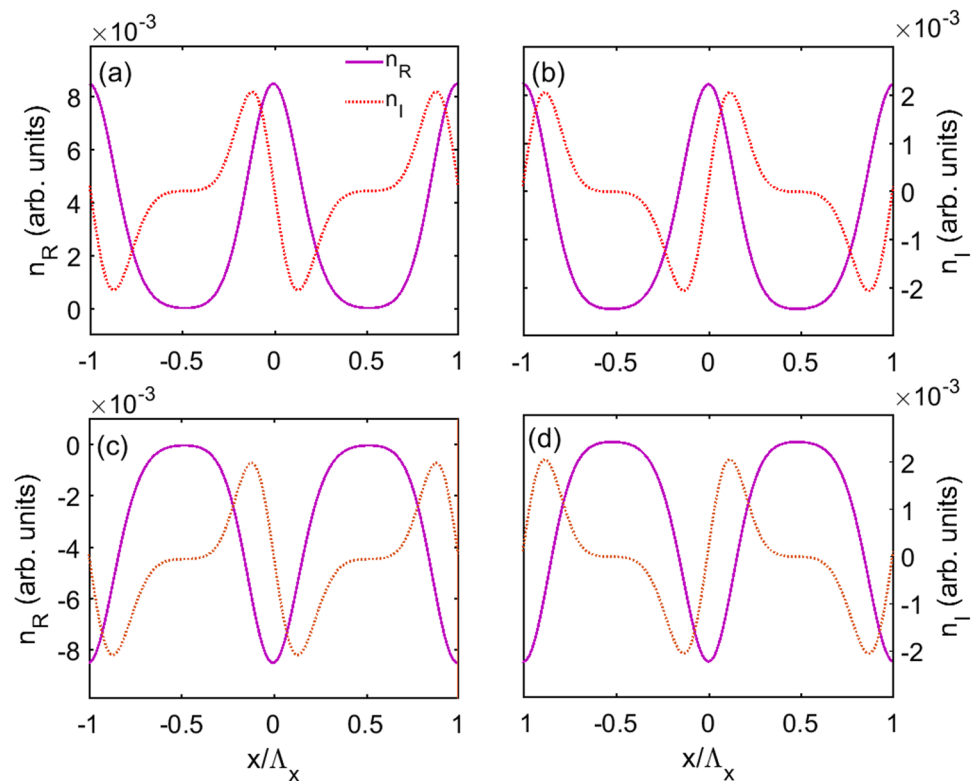 ×10⁻³
×10⁻³
(a)
n_R
n_I
(b)
8
6
4
2
0
n_R (arb. units)
2
1
0
-1
-2
n_I (arb. units)
-1 -0.5 0 0.5 1
-1 -0.5 0 0.5 1
×10⁻³
×10⁻³
(c)
(d)
0
-2
-4
-6
-8
n_R (arb. units)
2
1
0
-1
-2
n_I (arb. units)
-1 -0.5 0 0.5 1
1 -0.5 0 0.5 1
x/Λ_x
x/Λ_x